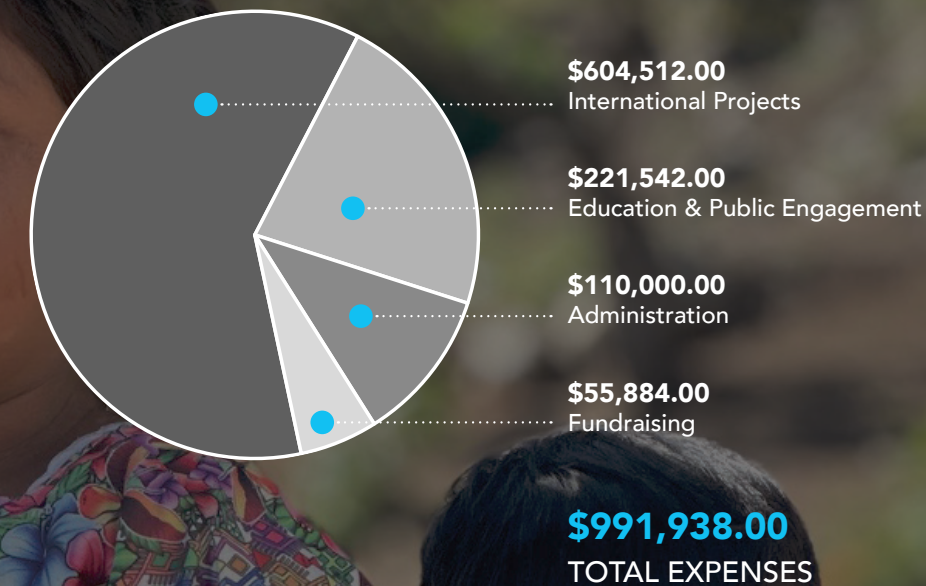 $604,512.00
International Projects
$221,542.00
Education & Public Engagement
$110,000.00
Administration
$55,884.00
Fundraising
$991,938.00
TOTAL EXPENSES